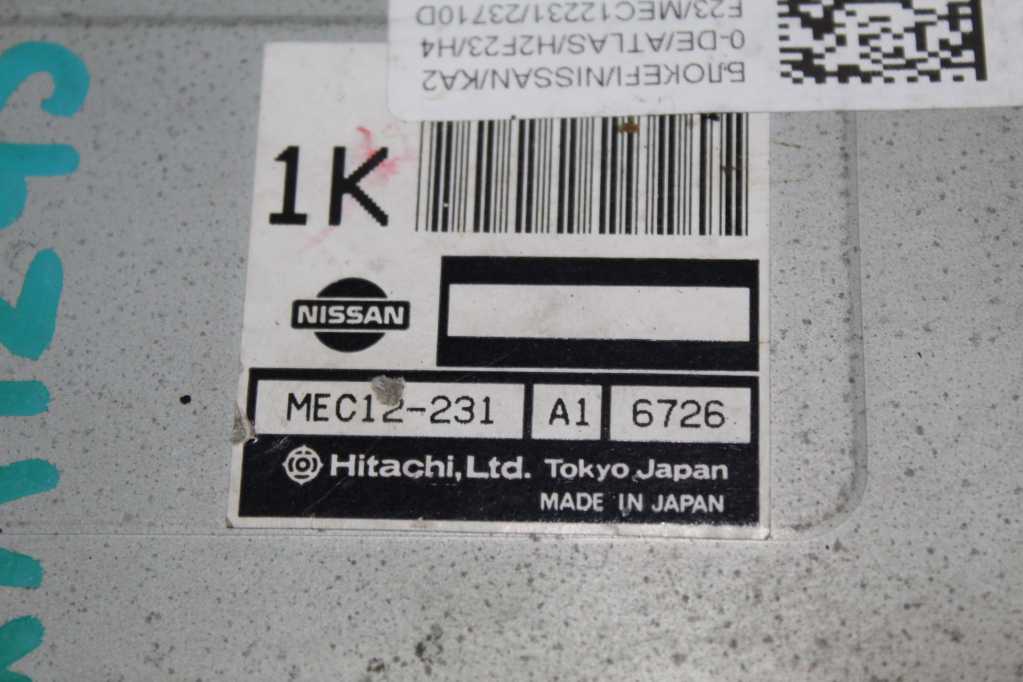 БЛОКEFI/NISSAN/KA2
0-DE/ATLAS/H2F23/H4
F23/MEC12231/23710D
1K
NISSAN
MEC12-231 A1 6726
Hitachi,Ltd. Tokyo Japan
MADE IN JAPAN